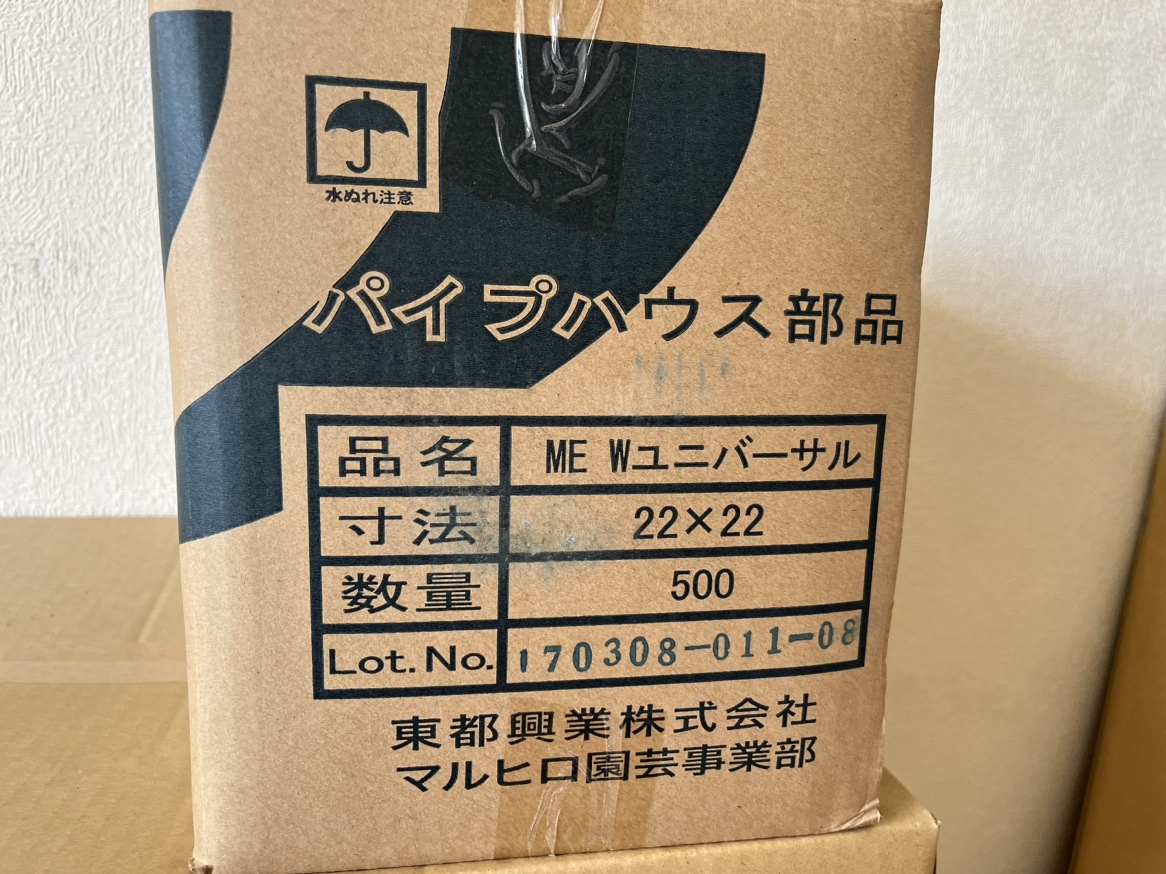 水ぬれ注意
パイプハウス部品
品名 ME Wユニバーサル
寸法 22×22
数量 500
Lot.No. 170308-011-08
東都興業株式会社
マルヒロ園芸事業部